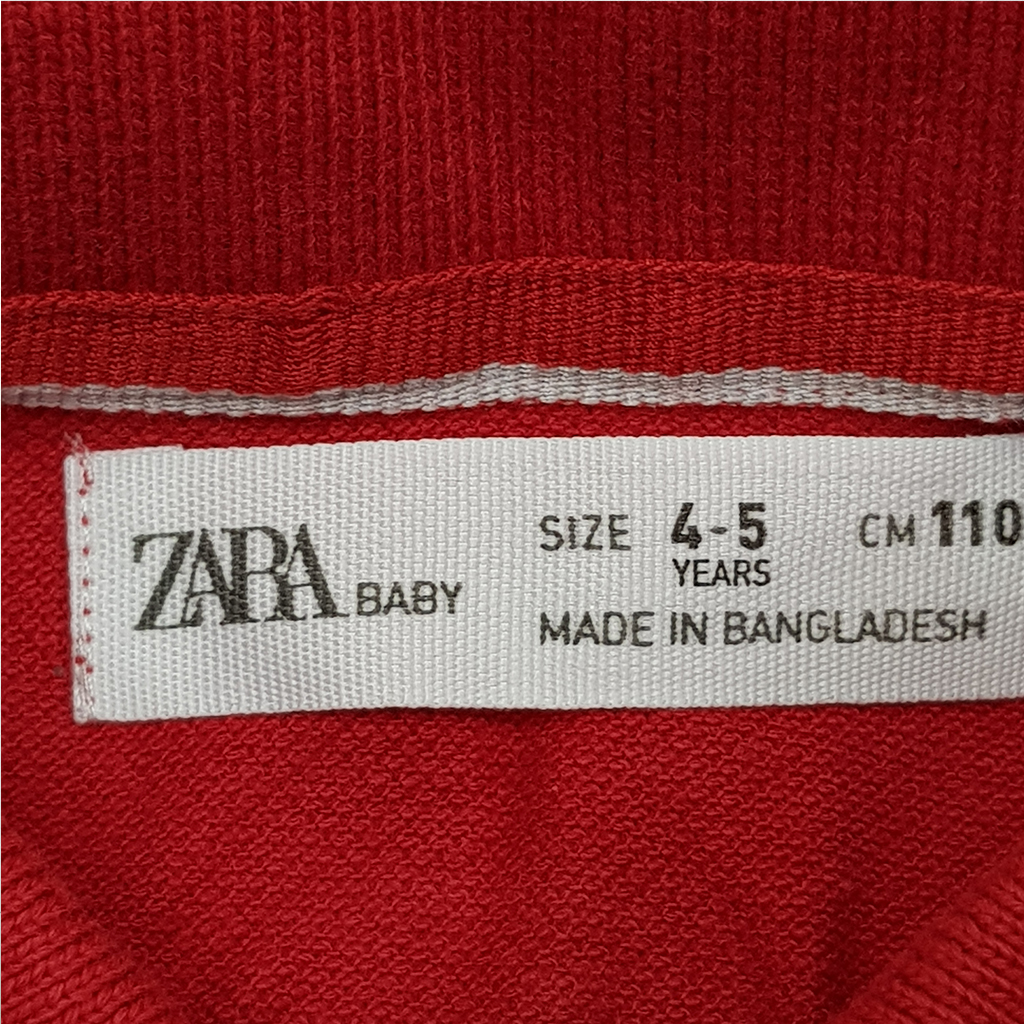 ZARA BABY
SIZE 4-5 CM 110
YEARS
MADE IN BANGLADESH